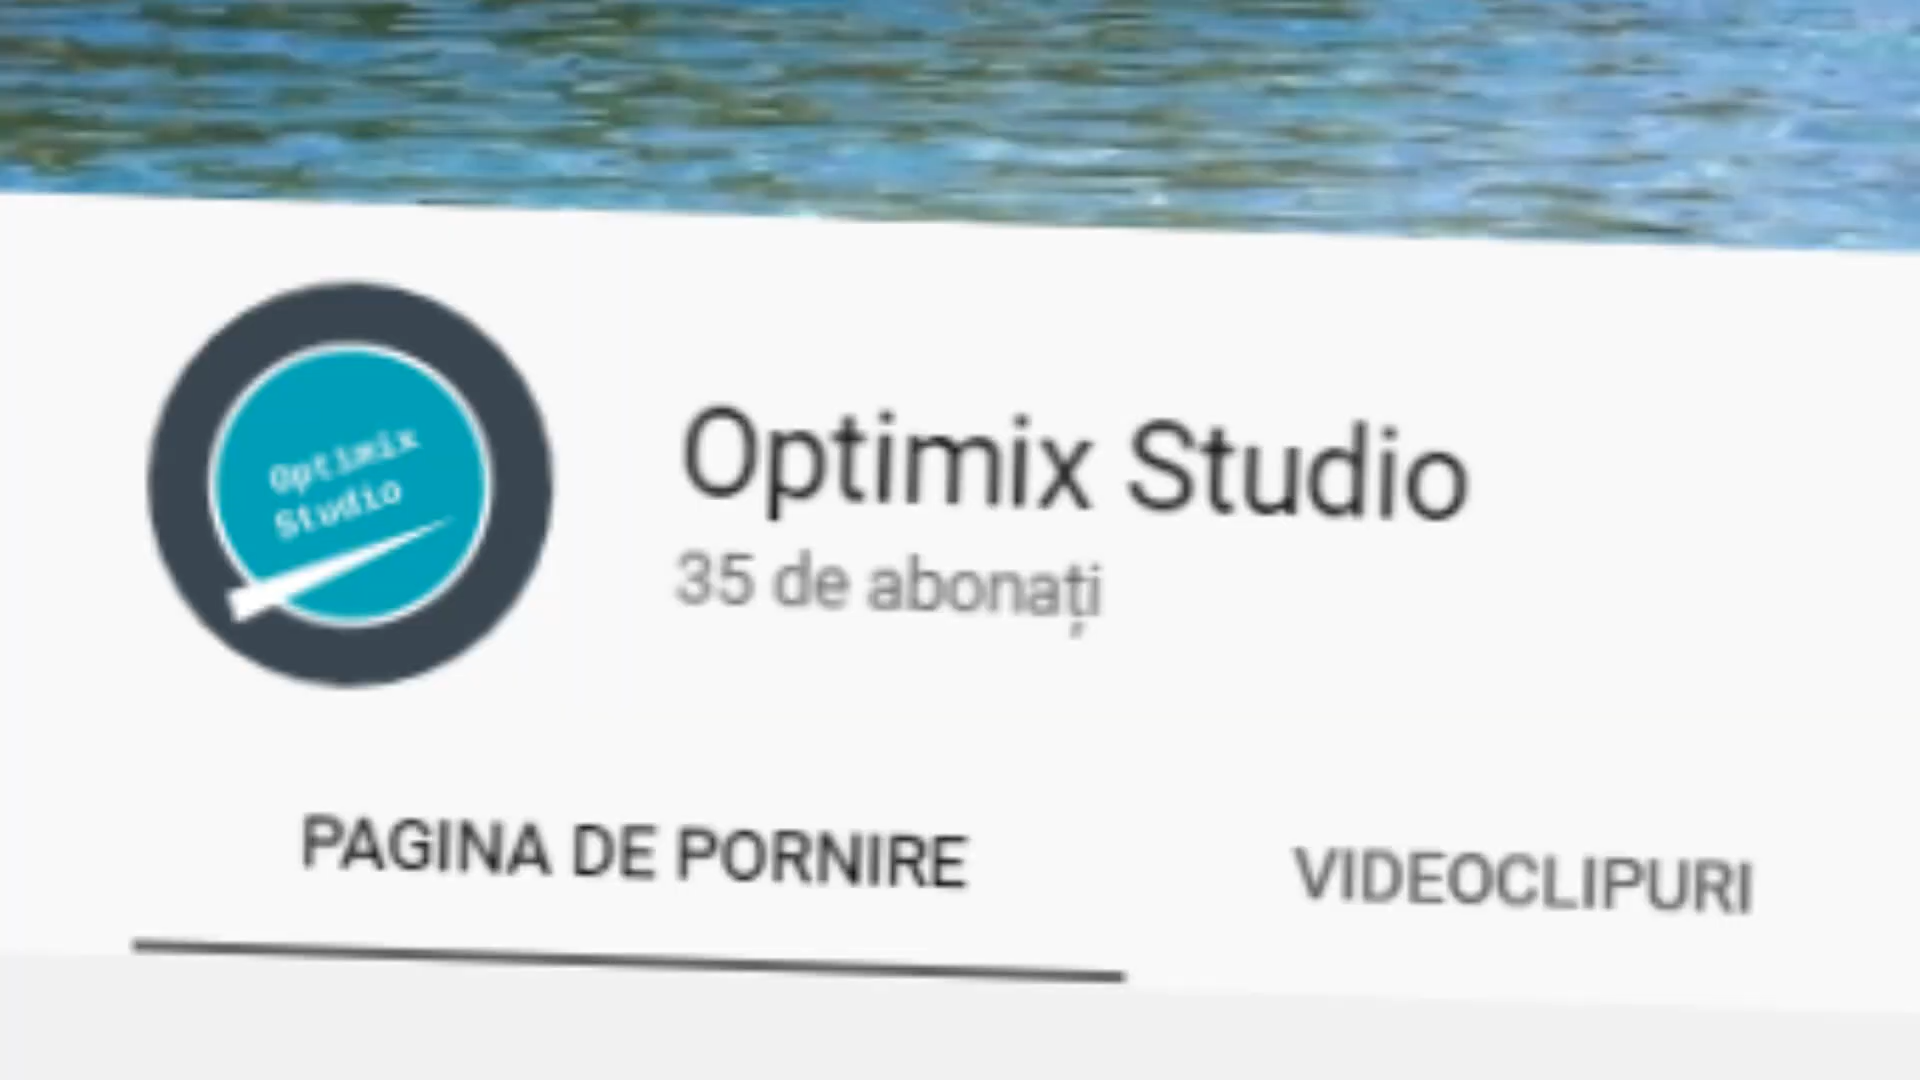 Optimix
Studio
Optimix Studio
35 de abonați
PAGINA DE PORNIRE
VIDEOCLIPURI